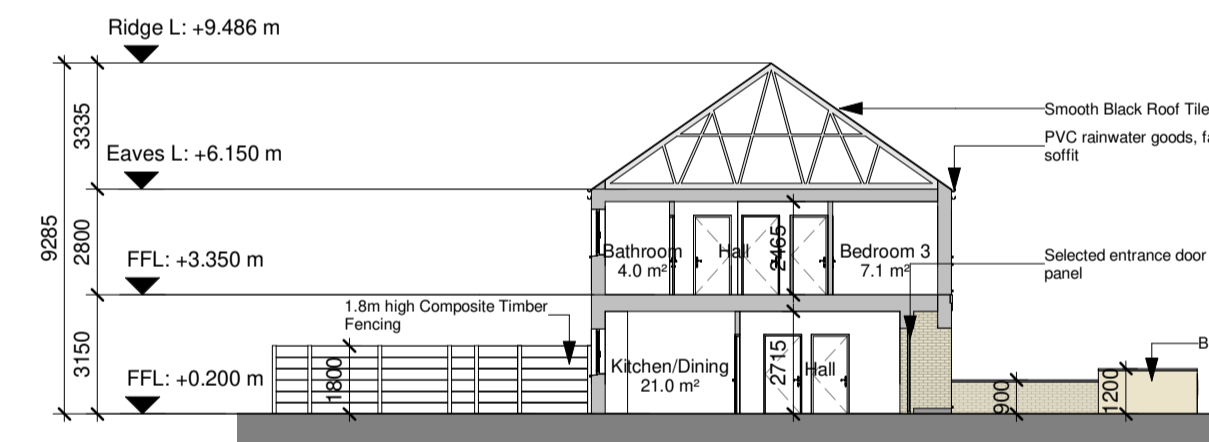 Ridge L: +9.486 m
3335
Smooth Black Roof Tile
PVC rainwater goods, fa
soffit
Eaves L: +6.150 m
9285
2800
FFL: +3.350 m
Bathroom
4.0 m²
Hall
2465
Bedroom 3
7.1 m²
Selected entrance door
panel
1.8m high Composite Timber
Fencing
3150
FFL: +0.200 m
1800
Kitchen/Dining
21.0 m²
2715
Hall
900
1200
B